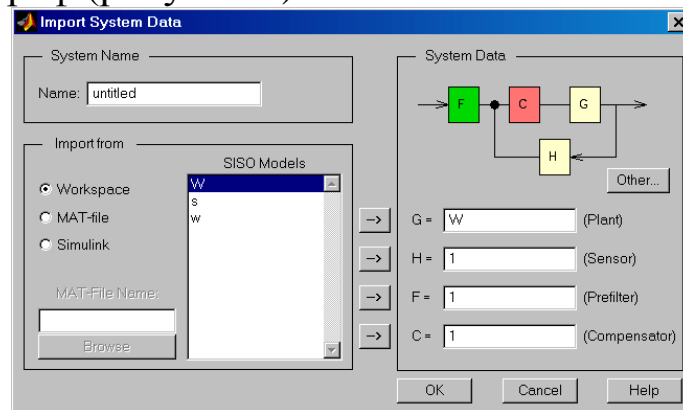 Import System Data
System Name
Name: untitled
Import from
SISO Models
Workspace
MAT-file
Simulink
W
s
w
MAT-File Name:
Browse
System Data
F
C
G
H
Other...
--> G = W (Plant)
--> H = 1 (Sensor)
--> F = 1 (Prefilter)
--> C = 1 (Compensator)
OK Cancel Help